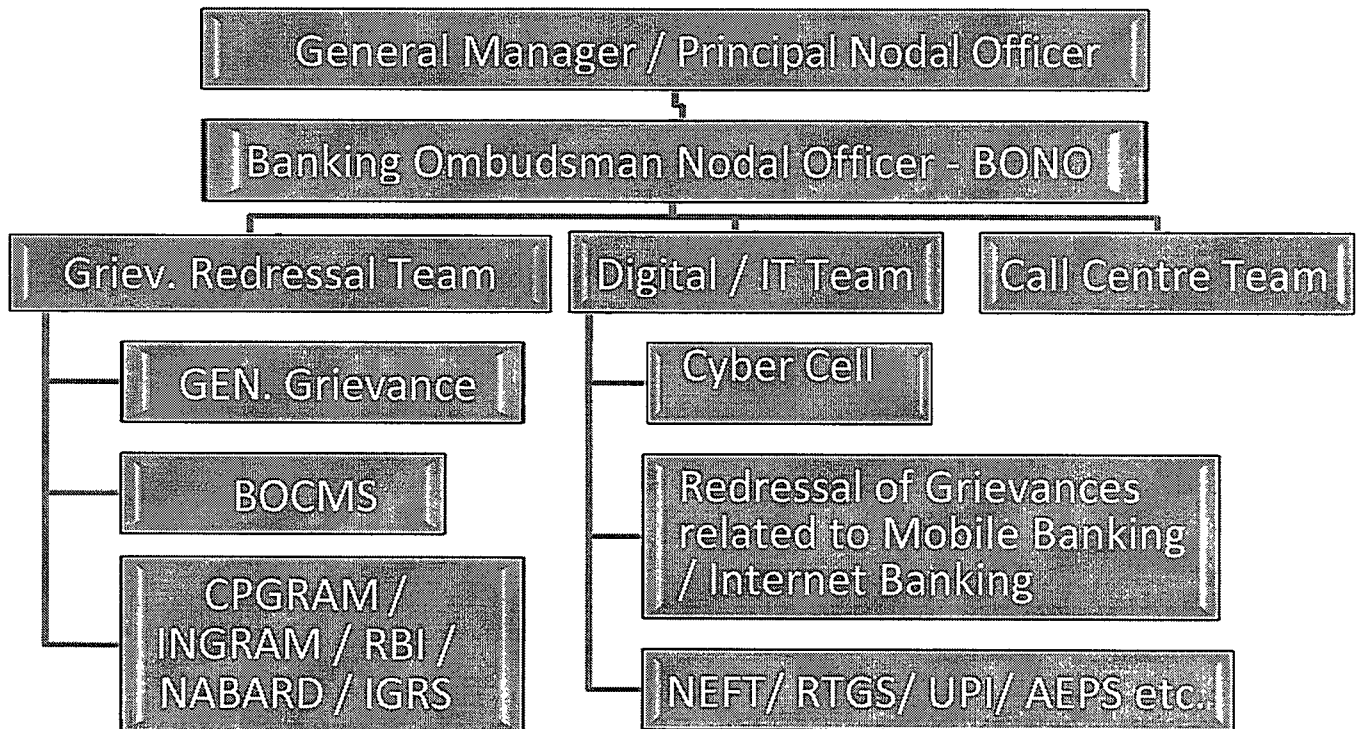 General Manager / Principal Nodal Officer
Banking Ombudsman Nodal Officer - BONO
Griev. Redressal Team
GEN. Grievance
BOCMS
CPGRAM /
INGRAM / RBI /
NABARD / IGRS
Digital / IT Team
Cyber Cell
Redressal of Grievances
related to Mobile Banking
/ Internet Banking
NEFT/ RTGS/ UPI/ AEPS etc.
Call Centre Team